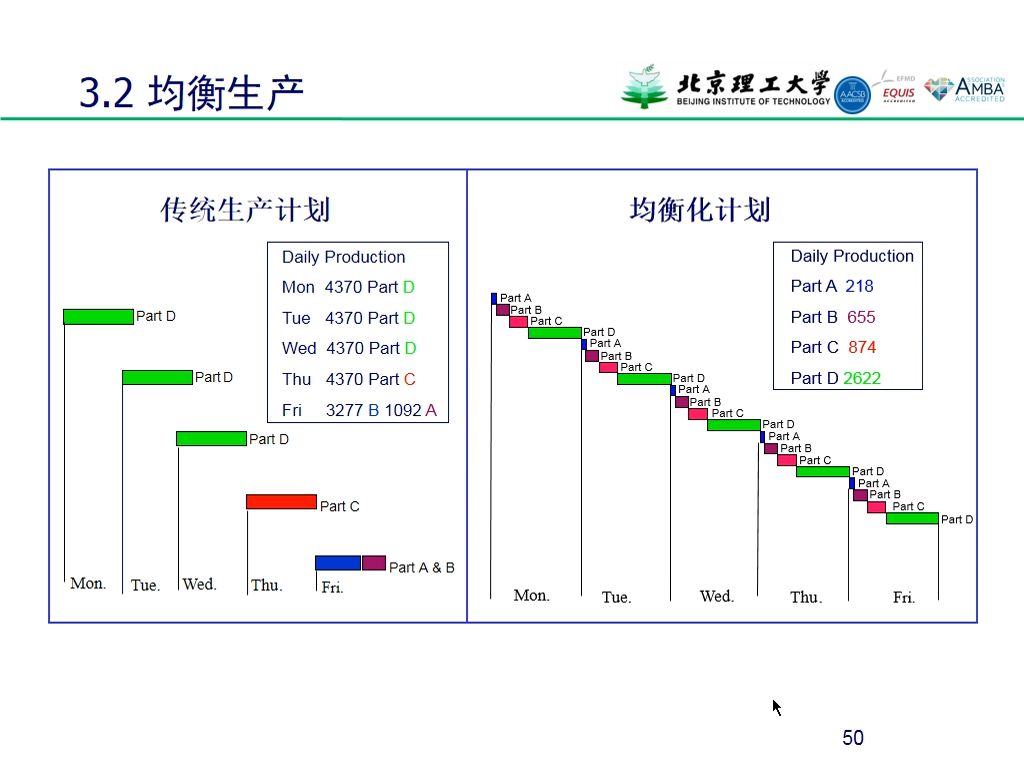 3.2 均衡生产
北京理工大学
BEIJING INSTITUTE OF TECHNOLOGY
AACSB
ACCREDITED
EFMD
EQUIS
ACCREDITED
ASSOCIATION
AMBA
ACCREDITED
传统生产计划
Daily Production
Mon 4370 Part D
Tue 4370 Part D
Wed 4370 Part D
Thu 4370 Part C
Fri 3277 B 1092 A
Part D
Part D
Part D
Part C
Part A & B
Mon.
Tue.
Wed.
Thu.
Fri.
均衡化计划
Daily Production
Part A 218
Part B 655
Part C 874
Part D 2622
Part A
Part B
Part C
Part D
Part A
Part B
Part C
Part D
Part A
Part B
Part C
Part D
Part A
Part B
Part C
Part D
Part A
Part B
Part C
Part D
Mon.
Tue.
Wed.
Thu.
Fri.
50